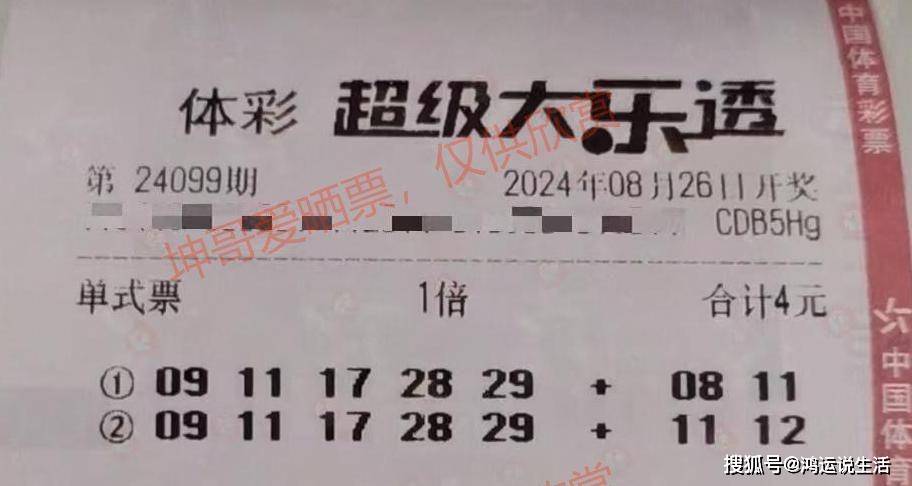 体彩 超级大乐透
第 24099期 2024年08月26日开奖
CDB5Hg
坤哥爱晒票，仅供欣赏
单式票 1倍 合计4元
① 09 11 17 28 29 + 08 11
② 09 11 17 28 29 + 11 12
中国体育彩票
中国体育
搜狐号@鸿运说生活